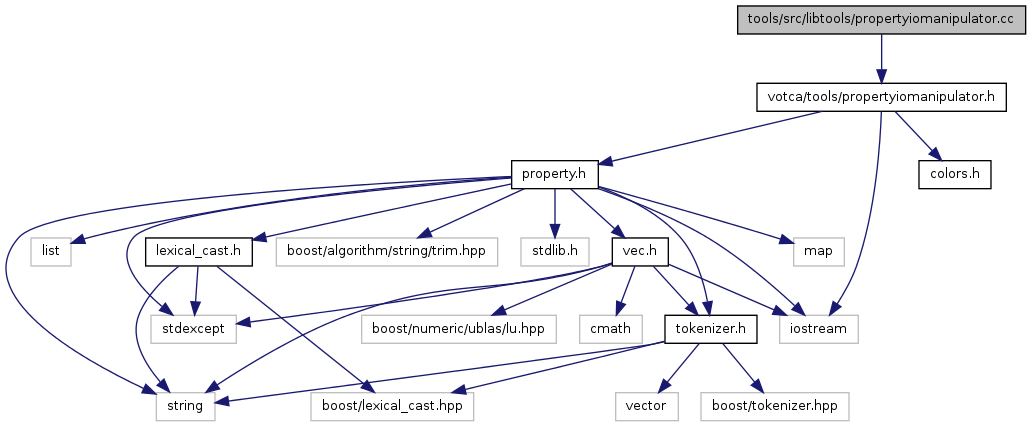 tools/src/libtools/propertyiomanipulator.cc
votca/tools/propertyiomanipulator.h
property.h
colors.h
list
lexical_cast.h
boost/algorithm/string/trim.hpp
stdlib.h
vec.h
map
stdexcept
boost/numeric/ublas/lu.hpp
cmath
tokenizer.h
iostream
string
boost/lexical_cast.hpp
vector
boost/tokenizer.hpp